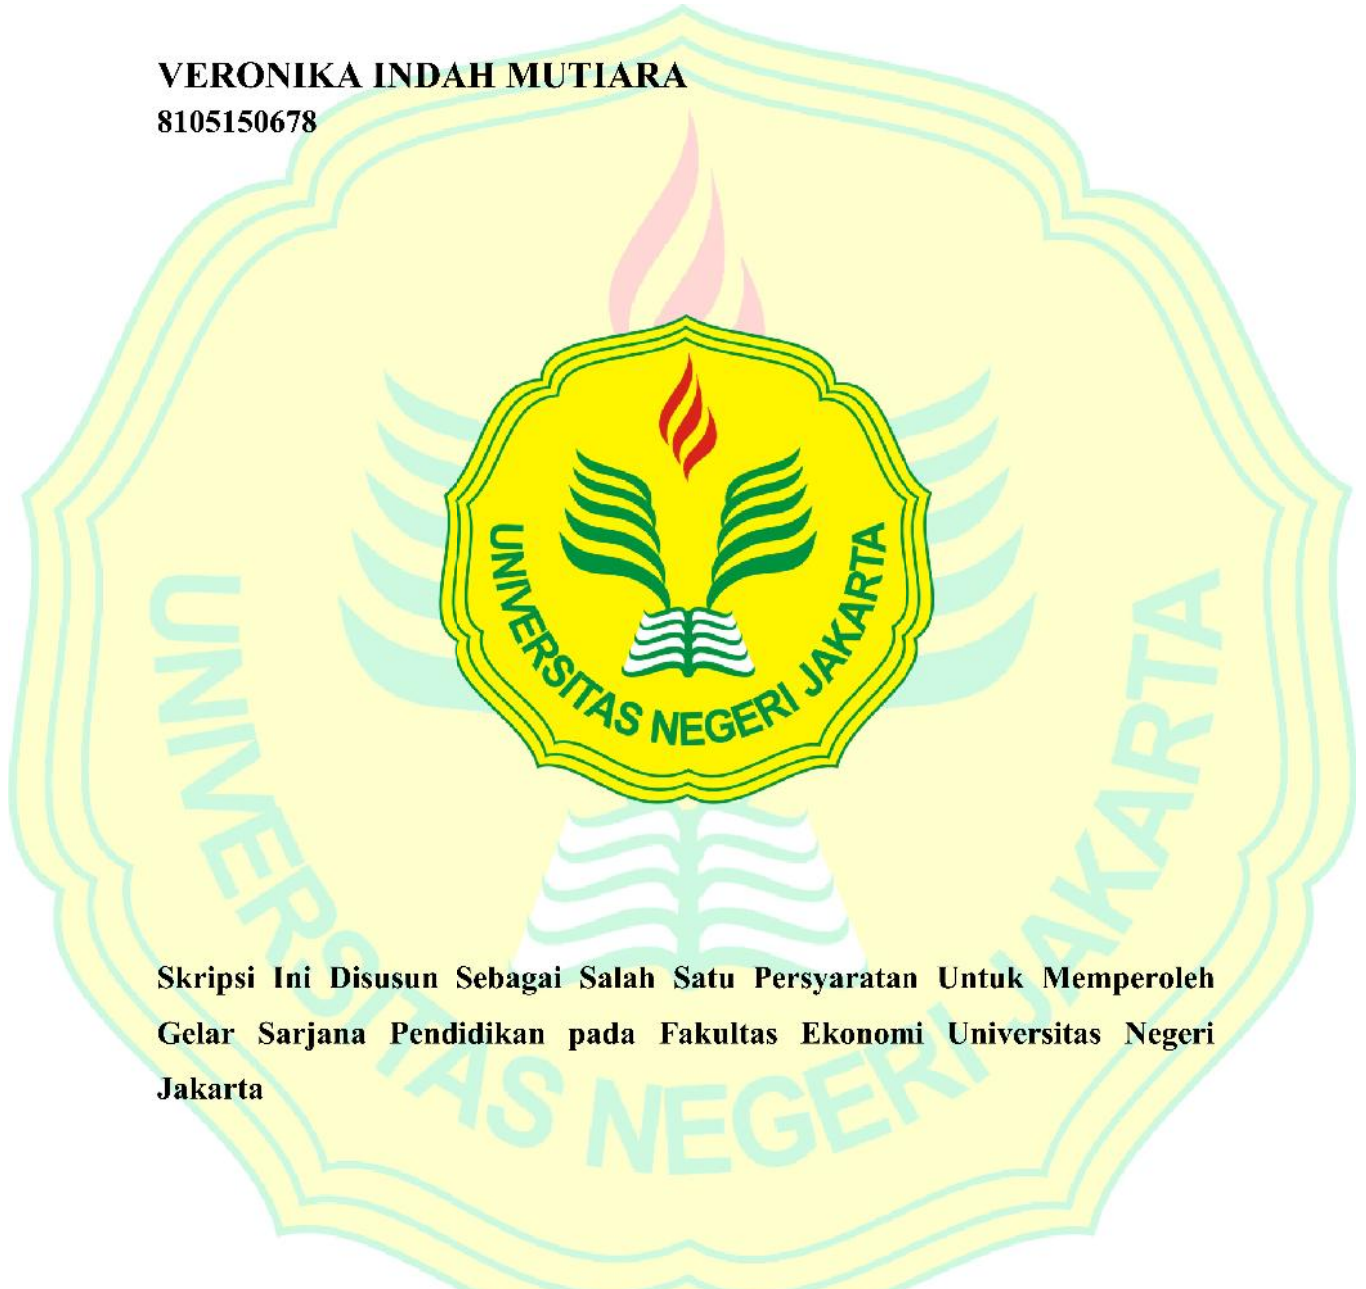 VERONIKA INDAH MUTIARA
8105150678
UNIVERSITAS NEGERI JAKARTA
UNIVERSITAS NEGERI JAKARTA
Skripsi Ini Disusun Sebagai Salah Satu Persyaratan Untuk Memperoleh
Gelar Sarjana Pendidikan pada Fakultas Ekonomi Universitas Negeri
Jakarta